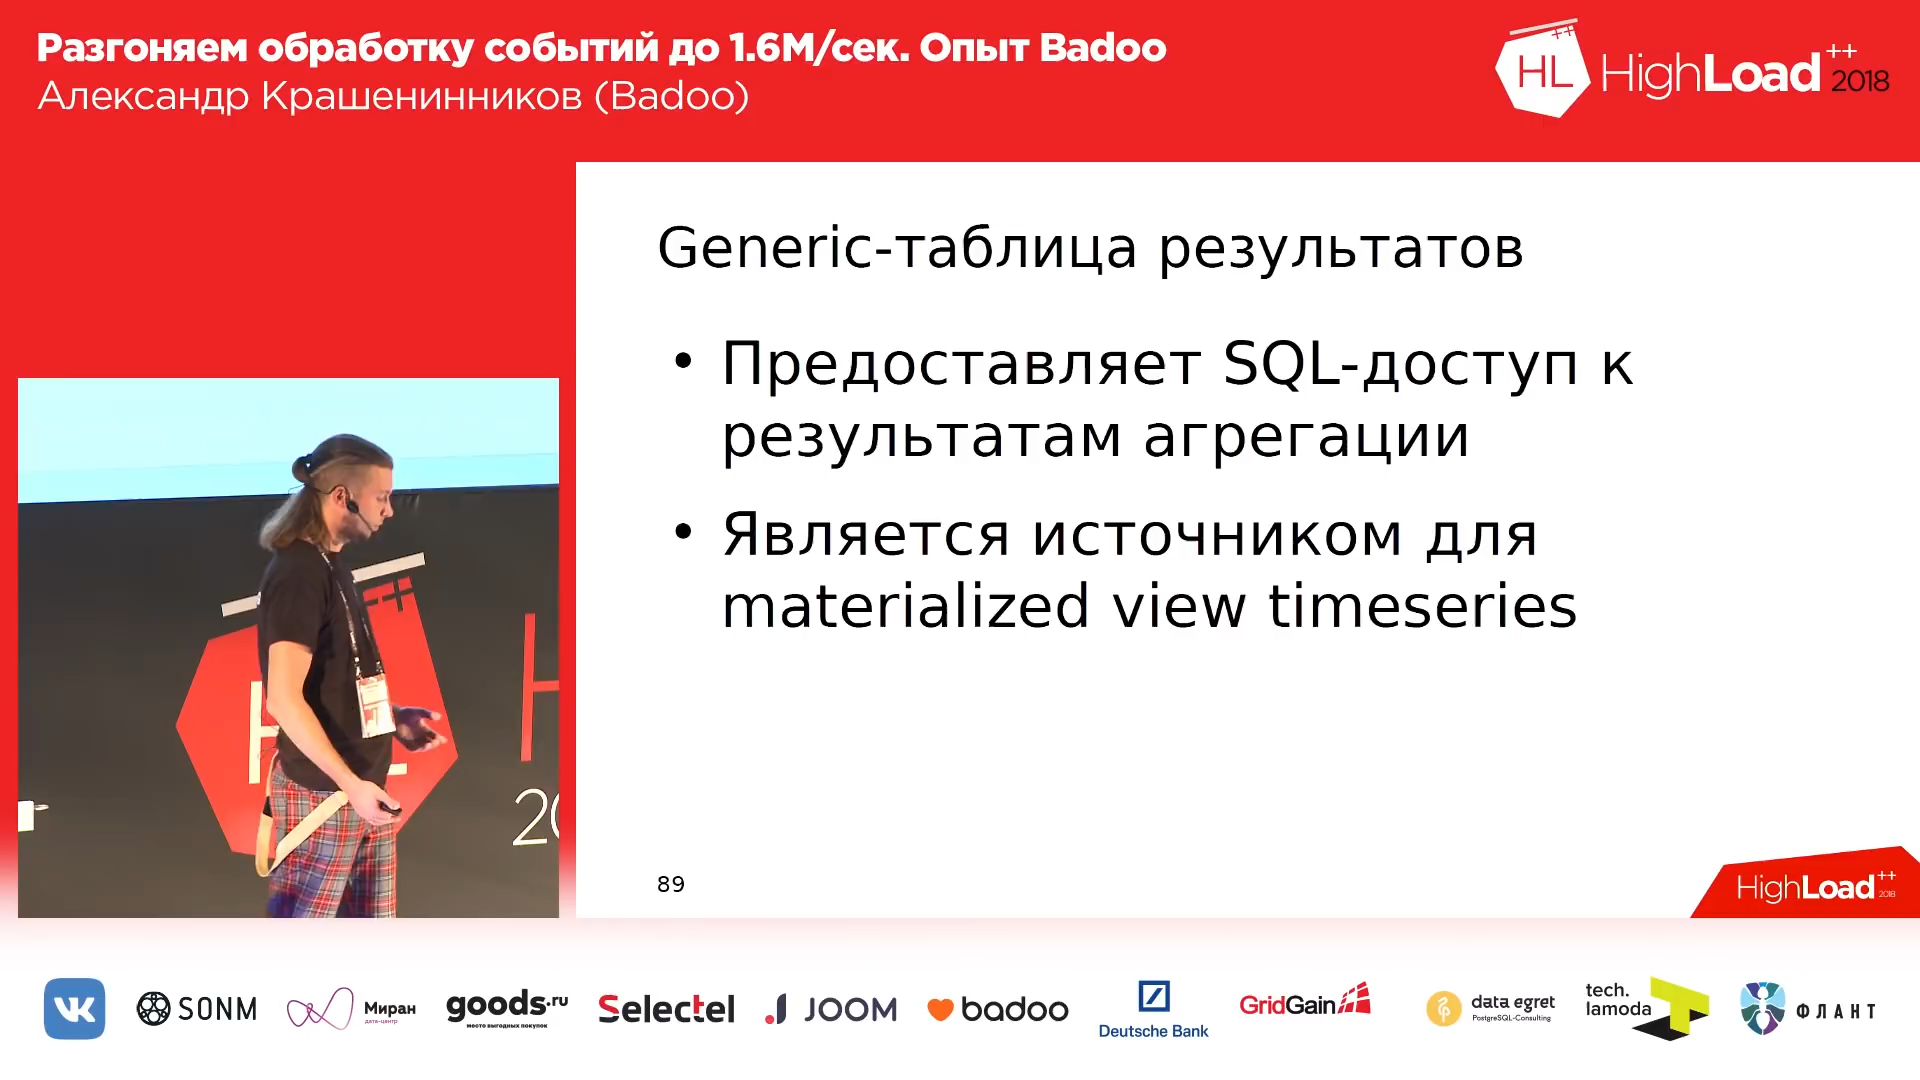 Разгоняем обработку событий до 1.6М/сек. Опыт Badoo
Александр Крашенинников (Badoo)
HL ++
HighLoad++ 2018
Generic-таблица результатов
• Предоставляет SQL-доступ к
результатам агрегации
• Является источником для
materialized view timeseries
89
HighLoad++ 2018
H
20
VK
SONM
Миран
дата-центр
goods.ru
место выгодных покупок
Selectel
JOOM
badoo
Deutsche Bank
GridGain
data egret
PostgreSQL-Consulting
tech.
lamoda
ФЛАНТ